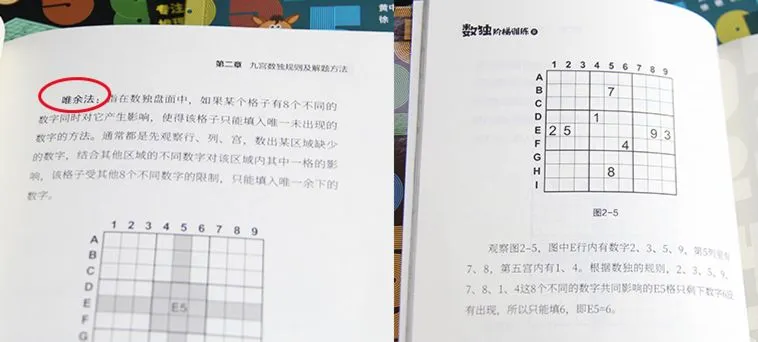 第二章 九宫数独规则及解题方法
唯余法：指在数独盘面中，如果某个格子有8个不同的
数字同时对它产生影响，使得该格子只能填入唯一未出现的
数字的方法。通常都是先观察行、列、宫，数出某区域缺少
的数字，结合其他区域的不同数字对该区域内其中一格的影
响，该格子受其他8个不同数字的限制，只能填入唯一余下的
数字。
1 2 3 4 5 6 7 8 9
A
B
C
D
E E5
F
G
数独阶梯训练
1 2 3 4 5 6 7 8 9
A
B 7
C
D 1
E 2 5 9 3
F 4
G
H 8
I
图2-5
观察图2-5，图中E行内有数字2、3、5、9，第5列里有
7、8，第五宫内有1、4。根据数独的规则，2、3、5、9、
7、8、1、4这8个不同的数字共同影响的E5格只剩下数字6没
有出现，所以只能填6，即E5=6。